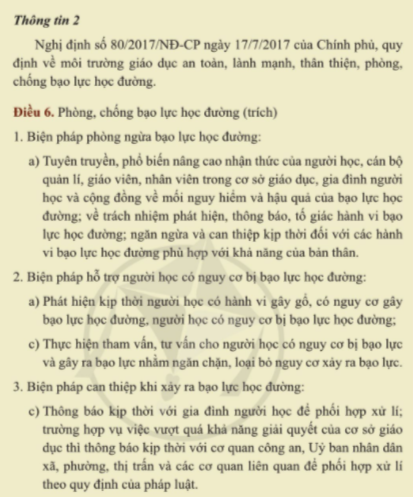 Thông tin 2
Nghị định số 80/2017/NĐ-CP ngày 17/7/2017 của Chính phủ, quy
định về môi trường giáo dục an toàn, lành mạnh, thân thiện, phòng,
chống bạo lực học đường.
Điều 6. Phòng, chống bạo lực học đường (trích)
1. Biện pháp phòng ngừa bạo lực học đường:
a) Tuyên truyền, phổ biến nâng cao nhận thức của người học, cán bộ
quản lí, giáo viên, nhân viên trong cơ sở giáo dục, gia đình người
học và cộng đồng về mối nguy hiểm và hậu quả của bạo lực học
đường; về trách nhiệm phát hiện, thông báo, tố giác hành vi bạo
lực học đường; ngăn ngừa và can thiệp kịp thời đối với các hành
vi bạo lực học đường phù hợp với khả năng của bản thân.
2. Biện pháp hỗ trợ người học có nguy cơ bị bạo lực học đường:
a) Phát hiện kịp thời người học có hành vi gây gổ, có nguy cơ gây
bạo lực học đường, người học có nguy cơ bị bạo lực học đường;
c) Thực hiện tham vấn, tư vấn cho người học có nguy cơ bị bạo lực
và gây ra bạo lực nhằm ngăn chặn, loại bỏ nguy cơ xảy ra bạo lực.
3. Biện pháp can thiệp khi xảy ra bạo lực học đường:
c) Thông báo kịp thời với gia đình người học để phối hợp xử lí;
trường hợp vụ việc vượt quá khả năng giải quyết của cơ sở giáo
dục thì thông báo kịp thời với cơ quan công an, Uỷ ban nhân dân
xã, phường, thị trấn và các cơ quan liên quan để phối hợp xử lí
theo quy định của pháp luật.